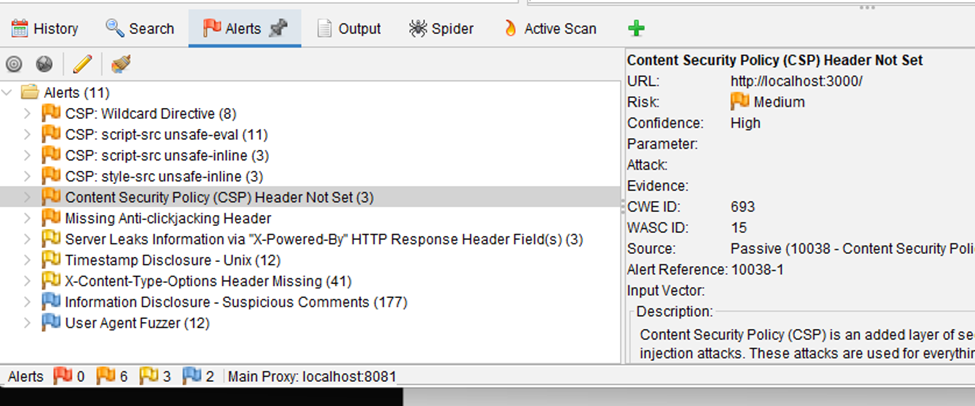 History Search Alerts Output Spider Active Scan
Alerts (11)
CSP: Wildcard Directive (8)
CSP: script-src unsafe-eval (11)
CSP: script-src unsafe-inline (3)
CSP: style-src unsafe-inline (3)
Content Security Policy (CSP) Header Not Set (3)
Missing Anti-clickjacking Header
Server Leaks Information via "X-Powered-By" HTTP Response Header Field(s) (3)
Timestamp Disclosure - Unix (12)
X-Content-Type-Options Header Missing (41)
Information Disclosure - Suspicious Comments (177)
User Agent Fuzzer (12)
Content Security Policy (CSP) Header Not Set
URL: http://localhost:3000/
Risk: Medium
Confidence: High
Parameter:
Attack:
Evidence:
CWE ID: 693
WASC ID: 15
Source: Passive (10038 - Content Security Poli
Alert Reference: 10038-1
Input Vector:
Description:
Content Security Policy (CSP) is an added layer of se
injection attacks. These attacks are used for everythin
Alerts 0 6 3 2 Main Proxy: localhost:8081